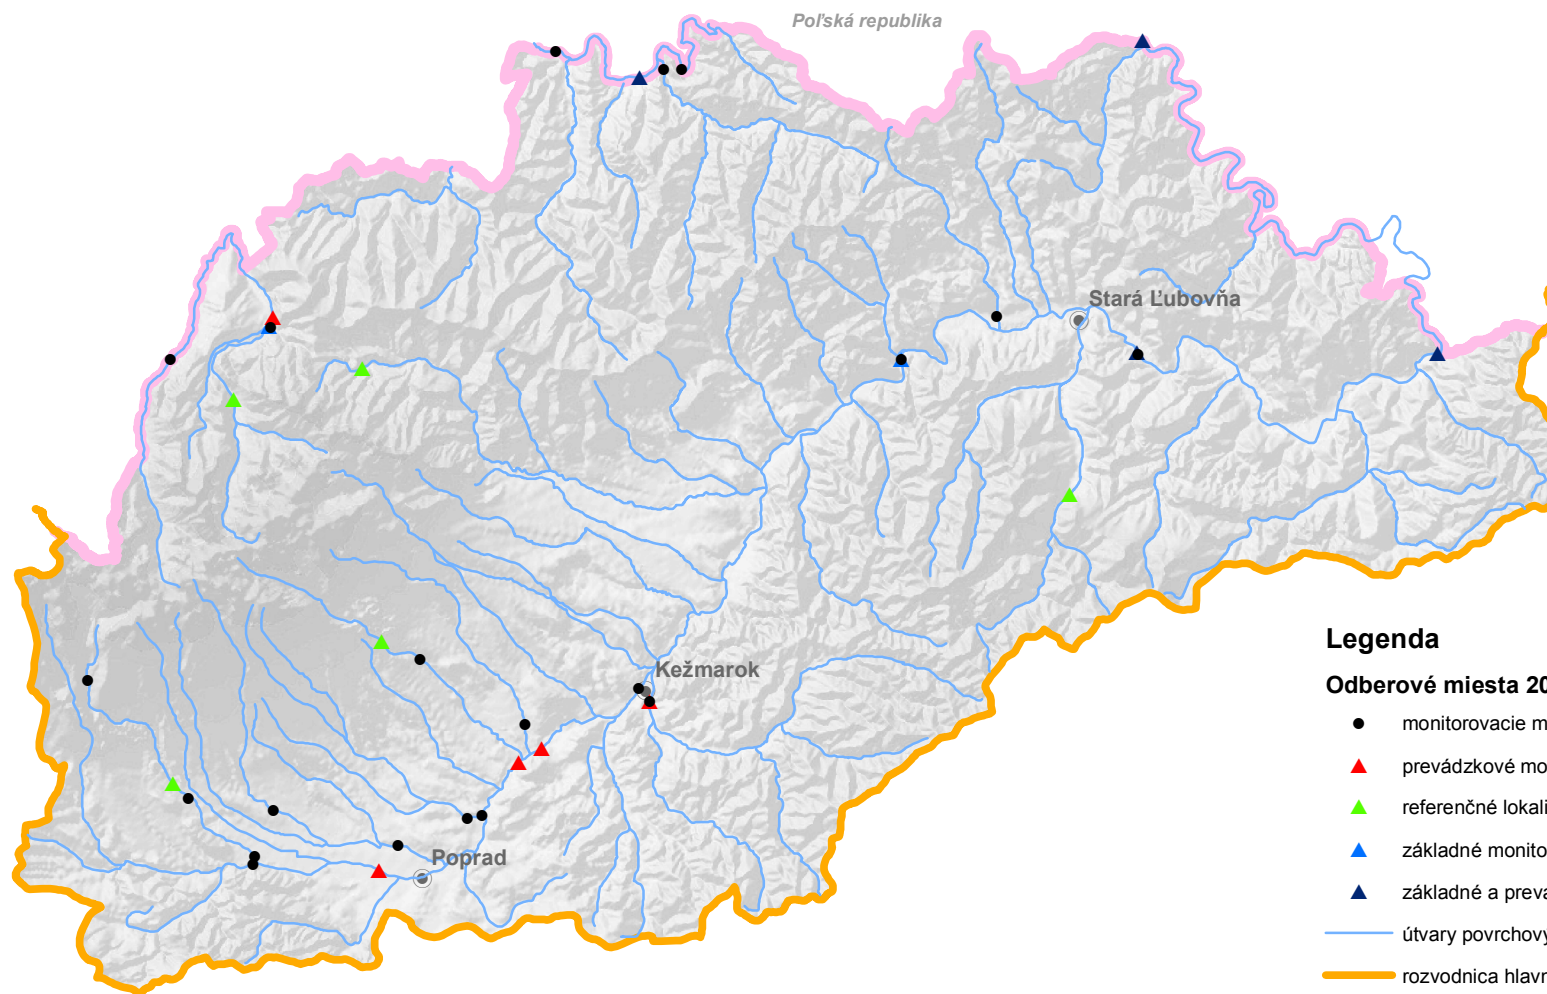 Poľská republika
Stará Ľubovňa
Kežmarok
Poprad
Legenda
Odberové miesta 20
monitorovacie m
prevádzkové mo
referenčné lokali
základné monito
základné a prevá
útvary povrchovy
rozvodnica hlavn